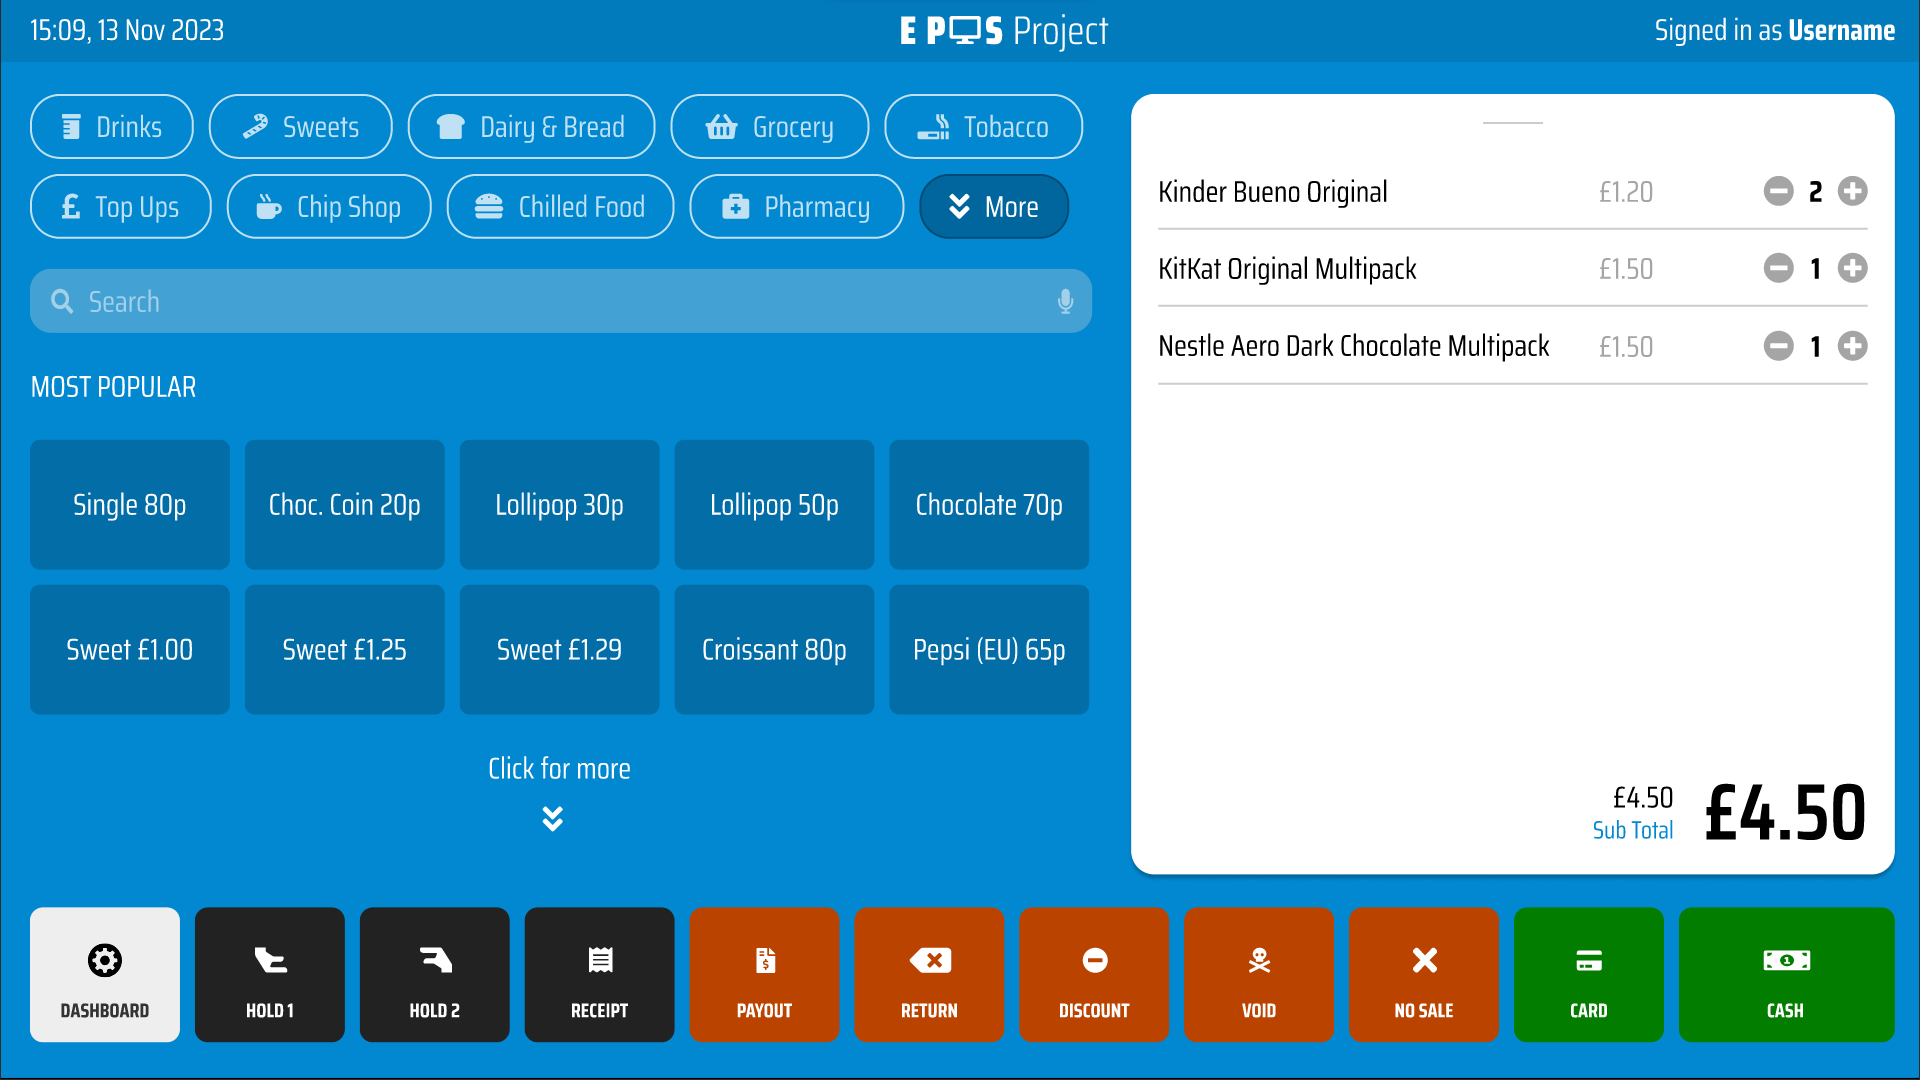 15:09, 13 Nov 2023
E POS Project
Signed in as Username
Drinks
Sweets
Dairy & Bread
Grocery
Tobacco
£ Top Ups
Chip Shop
Chilled Food
Pharmacy
More
Search
MOST POPULAR
Single 80p
Choc. Coin 20p
Lollipop 30p
Lollipop 50p
Chocolate 70p
Sweet £1.00
Sweet £1.25
Sweet £1.29
Croissant 80p
Pepsi (EU) 65p
Click for more
Kinder Bueno Original £1.20 2
KitKat Original Multipack £1.50 1
Nestle Aero Dark Chocolate Multipack £1.50 1
£4.50
Sub Total
£4.50
DASHBOARD
HOLD 1
HOLD 2
RECEIPT
PAYOUT
RETURN
DISCOUNT
VOID
NO SALE
CARD
CASH